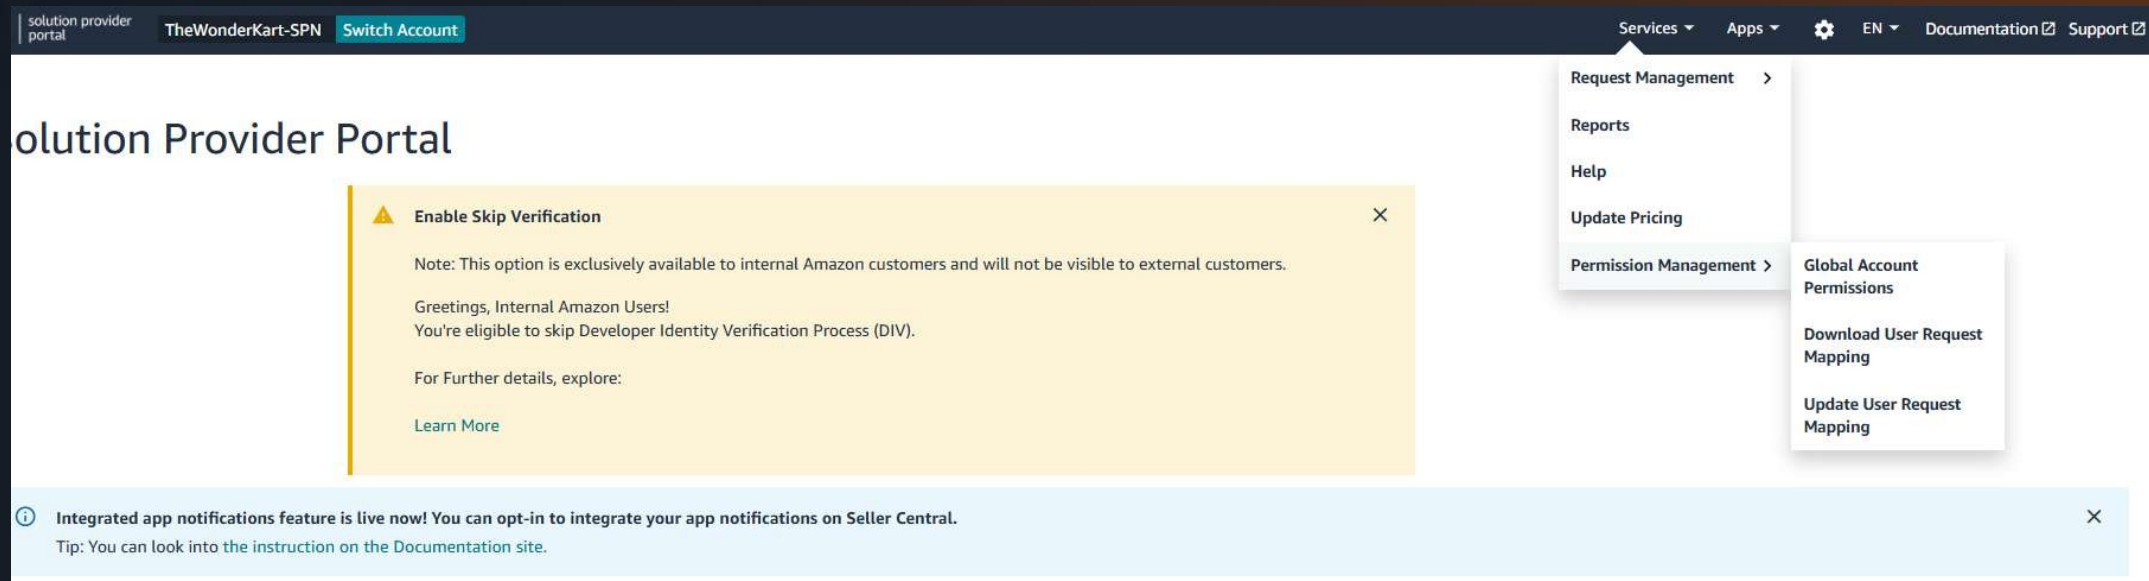 solution provider
portal
TheWonderKart-SPN Switch Account
Services Apps EN Documentation Support
olution Provider Portal
Enable Skip Verification
Note: This option is exclusively available to internal Amazon customers and will not be visible to external customers.
Greetings, Internal Amazon Users!
You're eligible to skip Developer Identity Verification Process (DIV).
For Further details, explore:
Learn More
Request Management
Reports
Help
Update Pricing
Permission Management
Global Account
Permissions
Download User Request
Mapping
Update User Request
Mapping
Integrated app notifications feature is live now! You can opt-in to integrate your app notifications on Seller Central.
Tip: You can look into the instruction on the Documentation site.